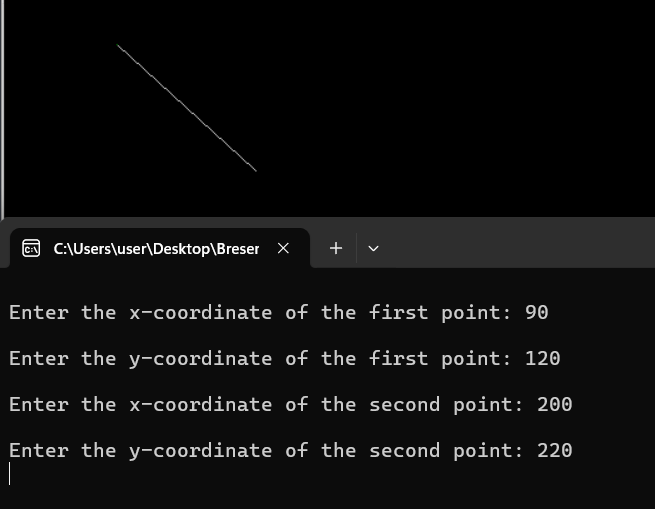 C:\Users\user\Desktop\Breser
Enter the x-coordinate of the first point: 90
Enter the y-coordinate of the first point: 120
Enter the x-coordinate of the second point: 200
Enter the y-coordinate of the second point: 220